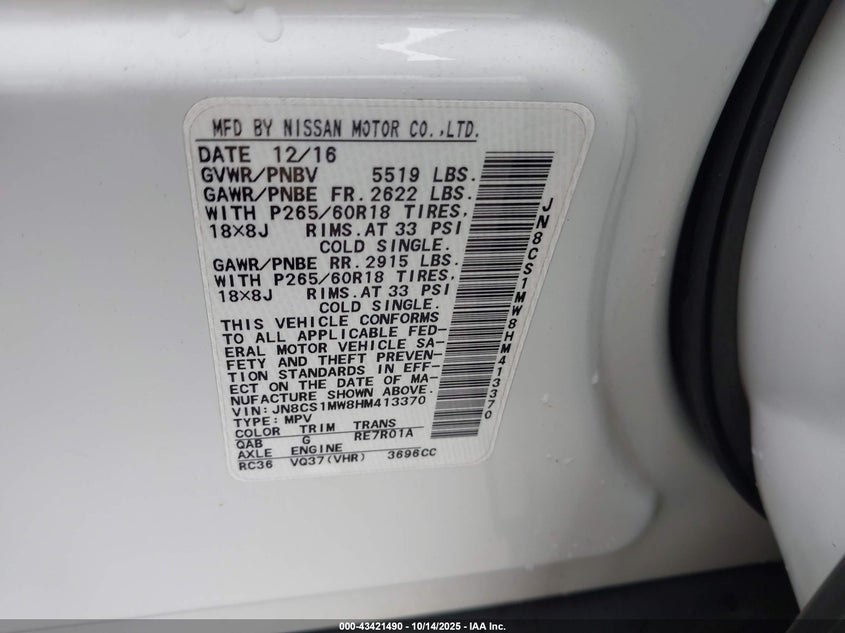 MFD BY NISSAN MOTOR CO.,LTD.
DATE 12/16
GVWR/PNBV 5519 LBS.
GAWR/PNBE FR. 2622 LBS.
WITH P265/60R18 TIRES,
18×8J RIMS. AT 33 PSI
COLD SINGLE.
GAWR/PNBE RR. 2915 LBS.
WITH P265/60R18 TIRES,
18×8J RIMS. AT 33 PSI
COLD SINGLE.
THIS VEHICLE CONFORMS
TO ALL APPLICABLE FED-
ERAL MOTOR VEHICLE SA-
FETY AND THEFT PREVEN-
TION STANDARDS IN EFF-
ECT ON THE DATE OF MA-
NUFACTURE SHOWN ABOVE.
VIN: JN8CS1MW8HM413370
TYPE: MPV
COLOR TRIM TRANS
QAB G RE7R01A
AXLE ENGINE
RC36 VQ37(VHR) 3696CC
JN8CS1MW8HM413370
000-43421490 - 10/14/2025 - IAA Inc.